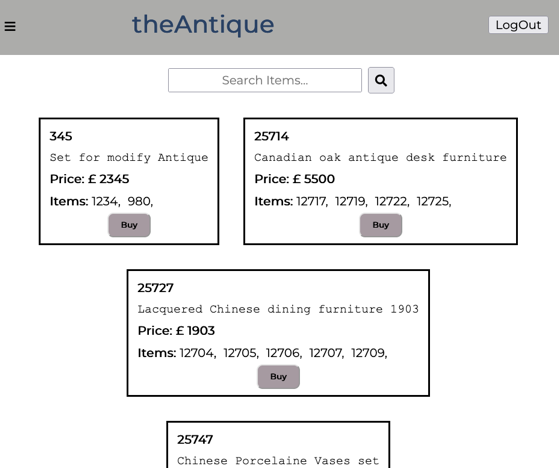 theAntique
LogOut
Search Items...
345
Set for modify Antique
Price: £ 2345
Items: 1234, 980,
Buy
25714
Canadian oak antique desk furniture
Price: £ 5500
Items: 12717, 12719, 12722, 12725,
Buy
25727
Lacquered Chinese dining furniture 1903
Price: £ 1903
Items: 12704, 12705, 12706, 12707, 12709,
Buy
25747
Chinese Porcelaine Vases set